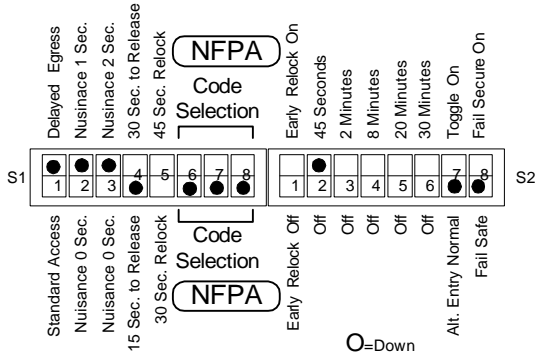 Delayed Egress
Nusinace 1 Sec.
Nusinace 2 Sec.
30 Sec. to Release
45 Sec. Relock
NFPA
Code
Selection
Early Relock On
45 Seconds
2 Minutes
8 Minutes
20 Minutes
30 Minutes
Toggle On
Fail Secure On
S1
1 2 3 4 5 6 7 8
1 2 3 4 5 6 7 8
S2
Standard Access
Nuisance 0 Sec.
Nuisance 0 Sec.
15 Sec. to Release
30 Sec. Relock
Code
Selection
NFPA
Early Relock Off
Off
Off
Off
Off
Off
Alt. Entry Normal
Fail Safe
O=Down